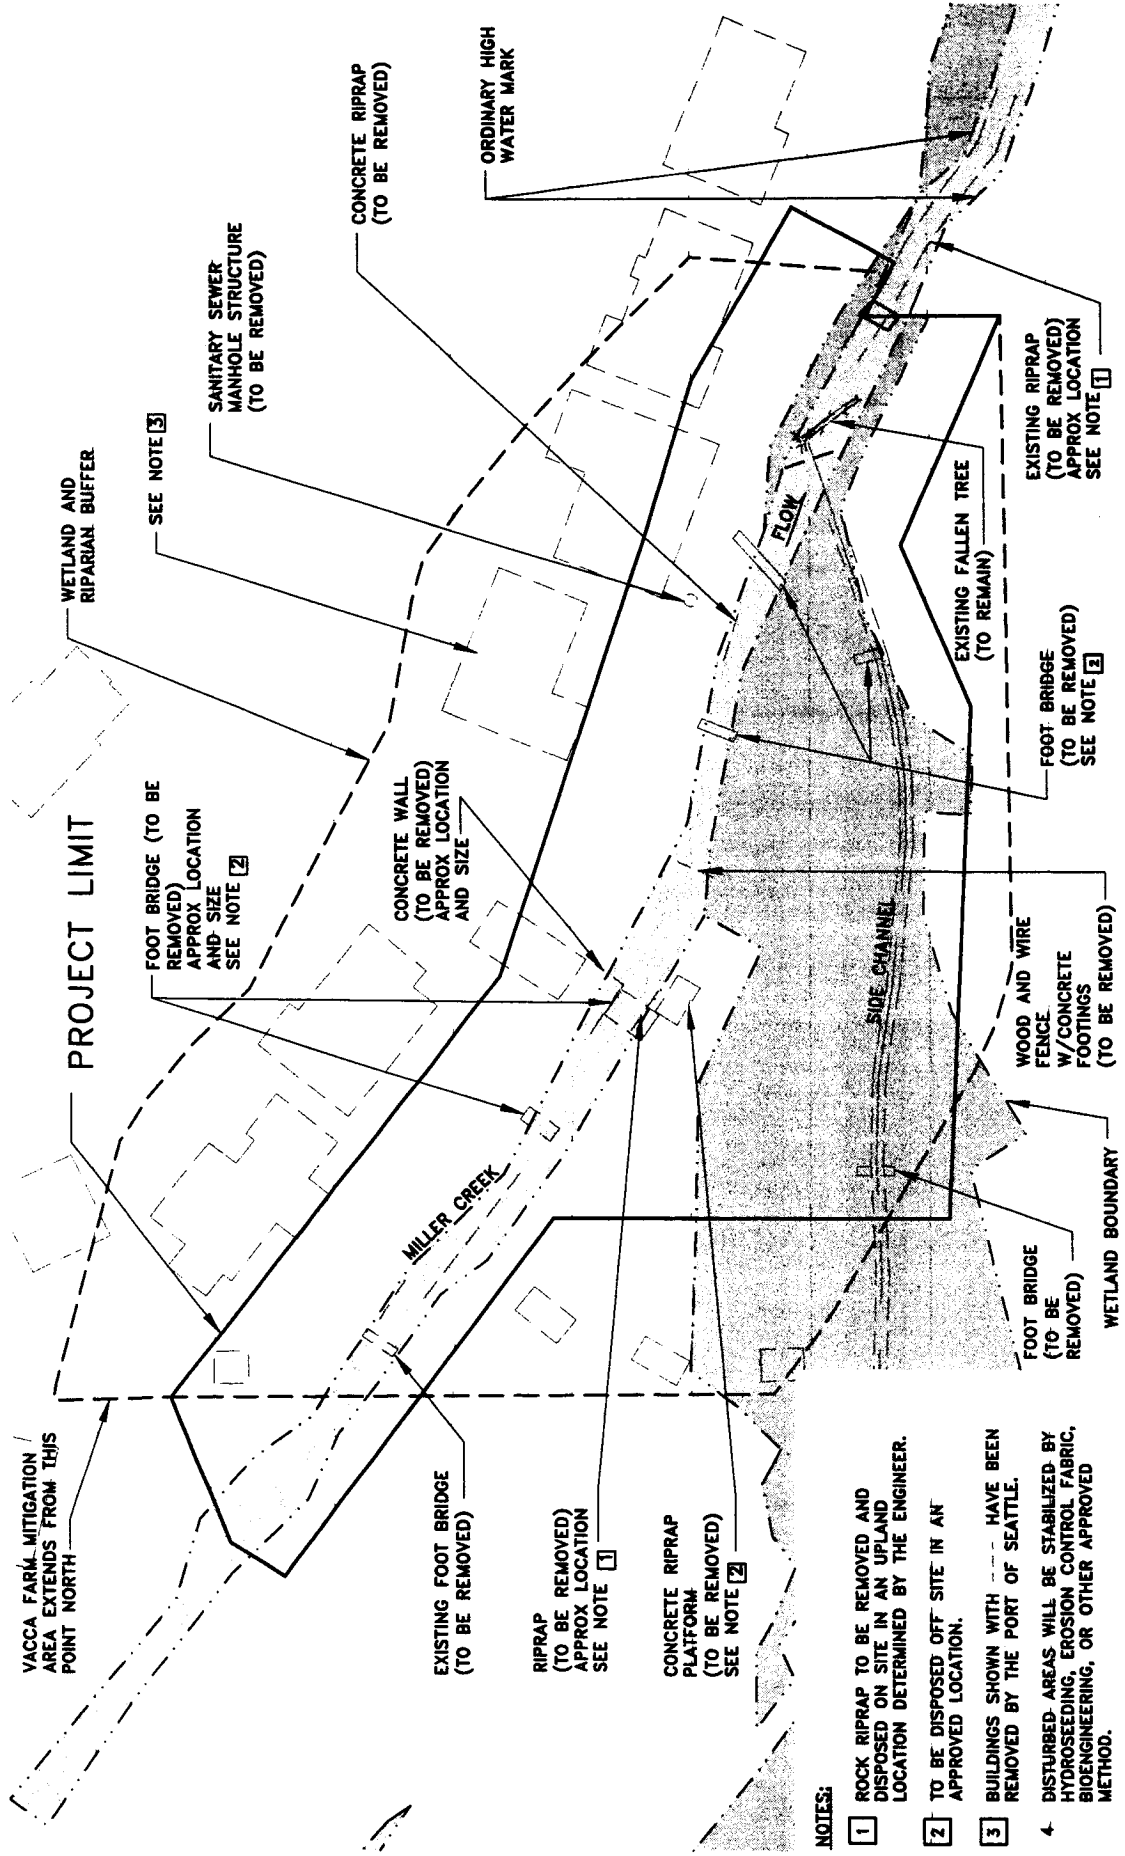 VACCA FARM MITIGATION
AREA EXTENDS FROM THIS
POINT NORTH
PROJECT LIMIT
WETLAND AND
RIPARIAN BUFFER
SEE NOTE 3
SANITARY SEWER
MANHOLE STRUCTURE
(TO BE REMOVED)
CONCRETE RIPRAP
(TO BE REMOVED)
ORDINARY HIGH
WATER MARK
FOOT BRIDGE (TO BE
REMOVED)
APPROX LOCATION
AND SIZE
SEE NOTE 2
CONCRETE WALL
(TO BE REMOVED)
APPROX LOCATION
AND SIZE
MILLER CREEK
FLOW
SIDE CHANNEL
EXISTING FOOT BRIDGE
(TO BE REMOVED)
RIPRAP
(TO BE REMOVED)
APPROX LOCATION
SEE NOTE 1
CONCRETE RIPRAP
PLATFORM
(TO BE REMOVED)
SEE NOTE 2
FOOT BRIDGE
(TO BE
REMOVED)
WETLAND BOUNDARY
WOOD AND WIRE
FENCE
W/CONCRETE
FOOTINGS
(TO BE REMOVED)
FOOT BRIDGE
(TO BE REMOVED)
SEE NOTE 2
EXISTING FALLEN TREE
(TO REMAIN)
EXISTING RIPRAP
(TO BE REMOVED)
APPROX LOCATION
SEE NOTE 1
NOTES:
1 ROCK RIPRAP TO BE REMOVED AND
DISPOSED ON SITE IN AN UPLAND
LOCATION DETERMINED BY THE ENGINEER.
2 TO BE DISPOSED OFF SITE IN AN
APPROVED LOCATION.
3 BUILDINGS SHOWN WITH --- HAVE BEEN
REMOVED BY THE PORT OF SEATTLE.
4 DISTURBED AREAS WILL BE STABILIZED BY
HYDROSEEDING, EROSION CONTROL FABRIC,
BIOENGINEERING, OR OTHER APPROVED
METHOD.